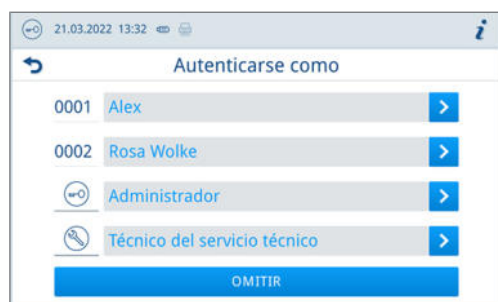 21.03.2022 13:32
Autenticarse como
0001 Alex
0002 Rosa Wolke
Administrador
Técnico del servicio técnico
OMITIR